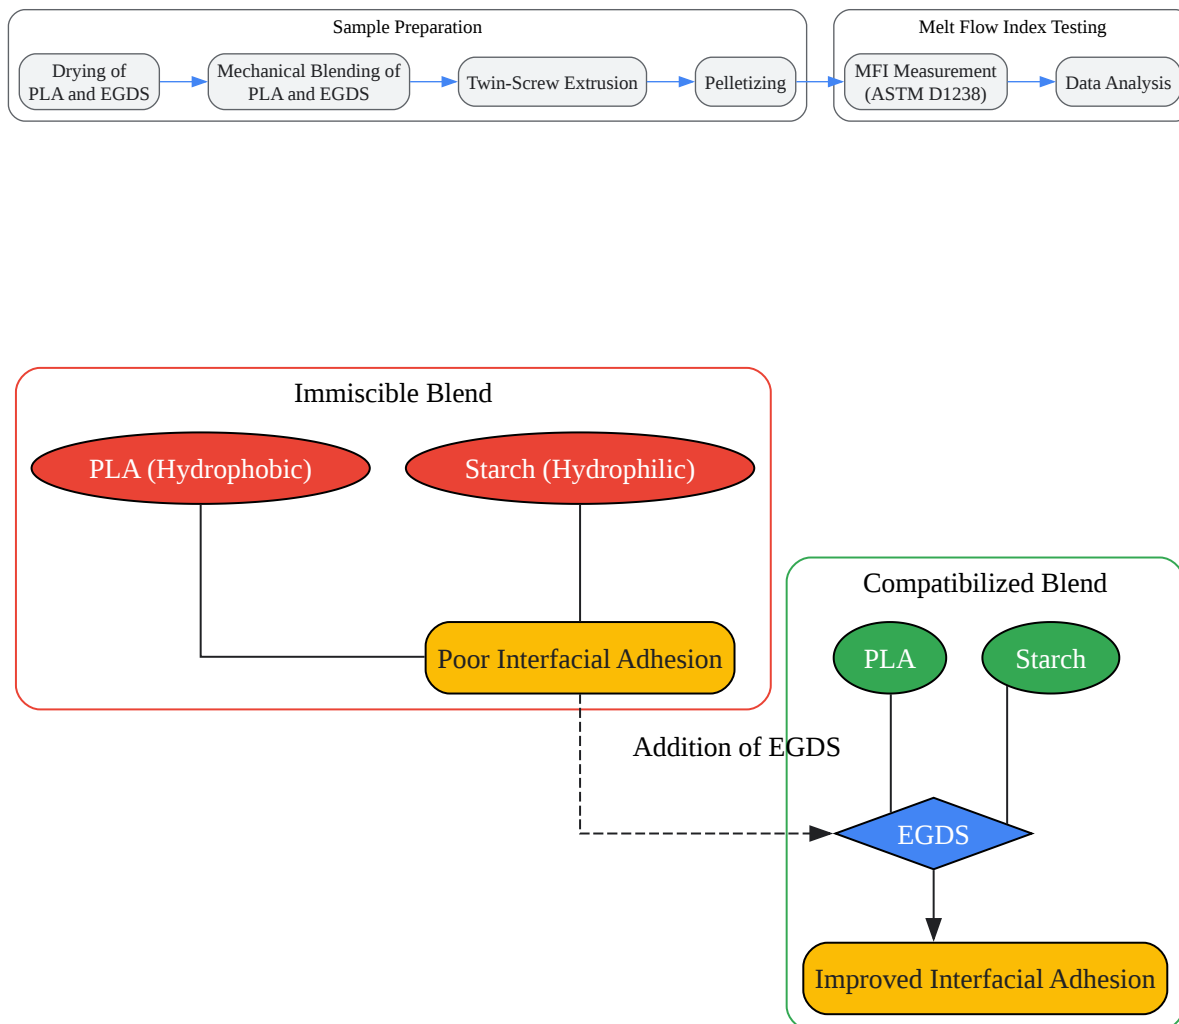 Sample Preparation
Drying of
PLA and EGDS
Mechanical Blending of
PLA and EGDS
Twin-Screw Extrusion
Pelletizing
Melt Flow Index Testing
MFI Measurement
(ASTM D1238)
Data Analysis
Immiscible Blend
PLA (Hydrophobic)
Starch (Hydrophilic)
Poor Interfacial Adhesion
Addition of EGDS
Compatibilized Blend
PLA
Starch
EGDS
Improved Interfacial Adhesion